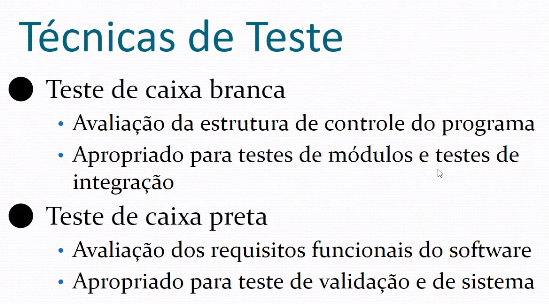 Técnicas de Teste
Teste de caixa branca
• Avaliação da estrutura de controle do programa
• Apropriado para testes de módulos e testes de
integração
Teste de caixa preta
• Avaliação dos requisitos funcionais do software
• Apropriado para teste de validação e de sistema